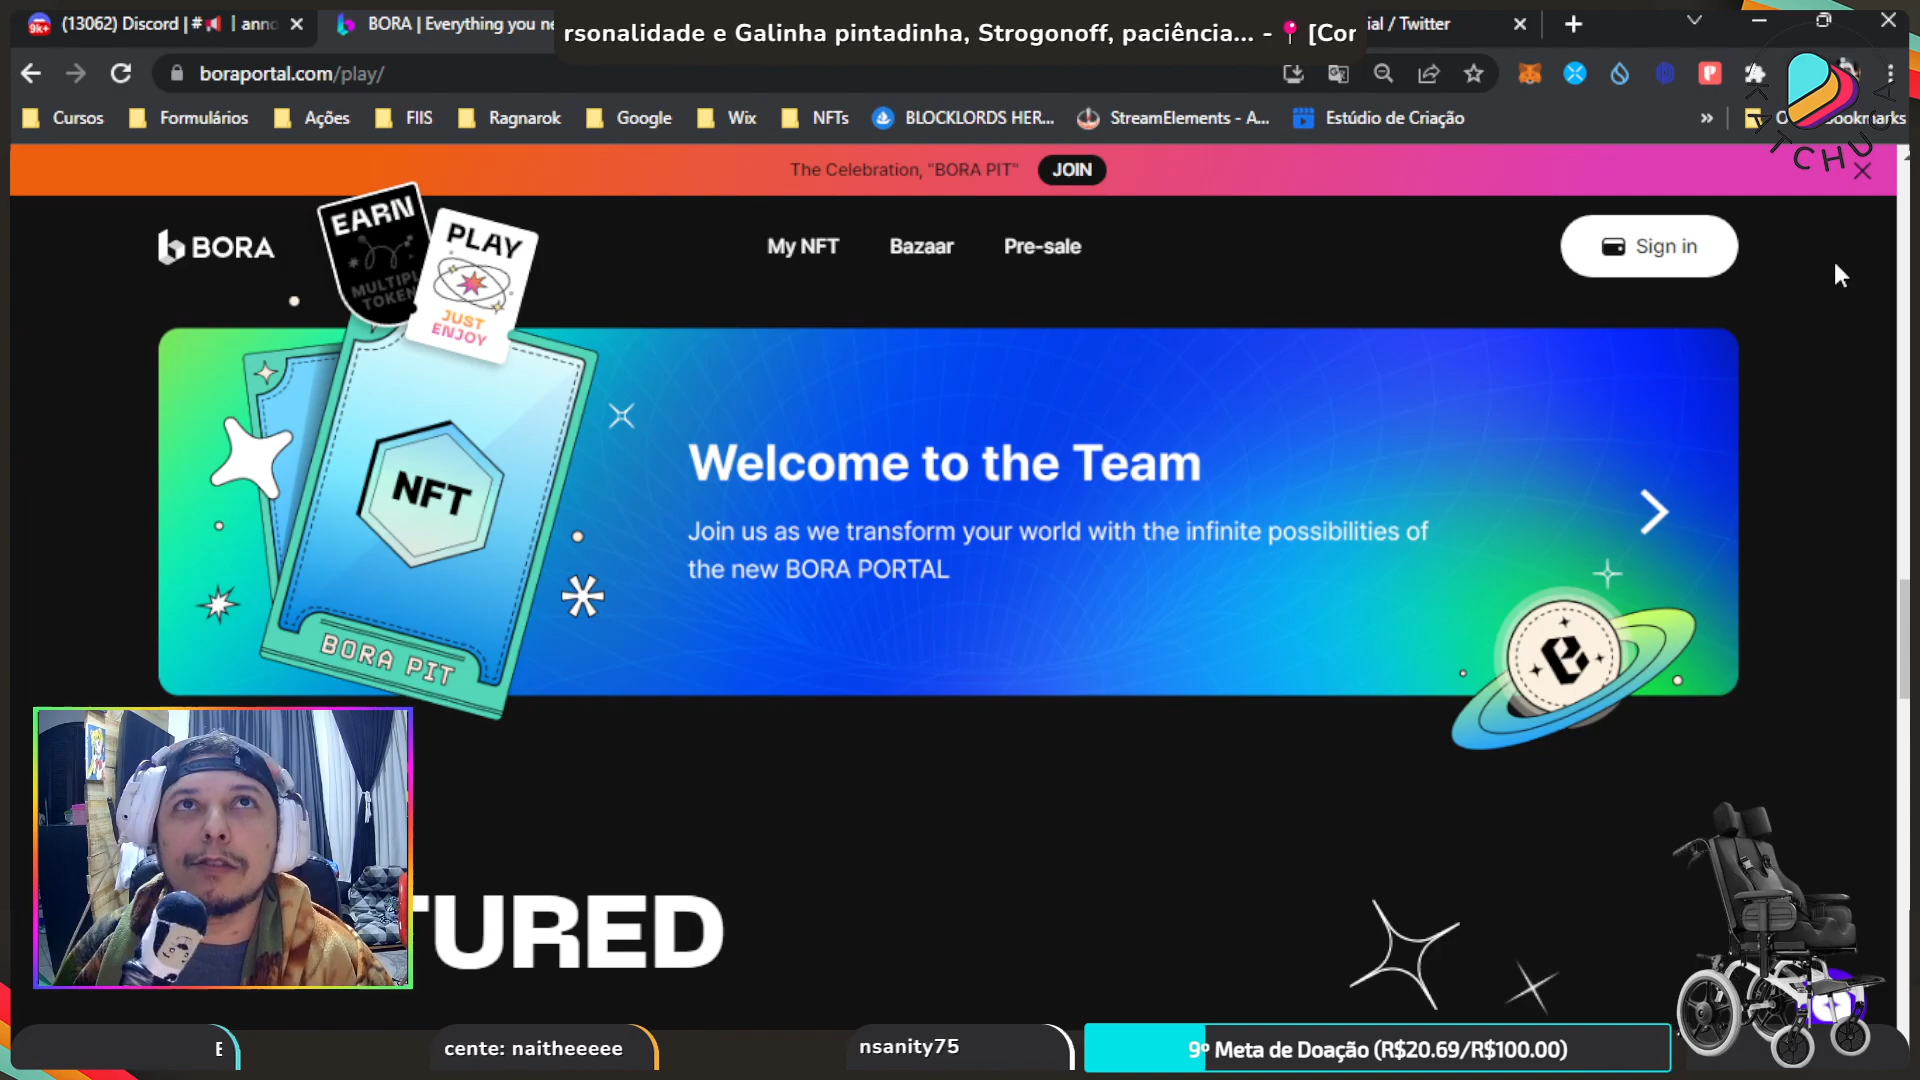 (13062) Discord | #📢 | anno
BORA | Everything you ne
rsonalidade e Galinha pintadinha, Strogonoff, paciência... - 📍 [Cor
ial / Twitter
boraportal.com/play/
Cursos
Formulários
Ações
FIIS
Ragnarok
Google
Wix
NFTs
BLOCKLORDS HER...
StreamElements - A...
Estúdio de Criação
»
The Celebration, "BORA PIT"
JOIN
BORA
My NFT
Bazaar
Pre-sale
Sign in
EARN
MULTIPL
TOKEN
PLAY
JUST
ENJOY
NFT
BORA PIT
Welcome to the Team
Join us as we transform your world with the infinite possibilities of
the new BORA PORTAL
TURED
cente: naitheeeee
nsanity75
9º Meta de Doação (R$20.69/R$100.00)